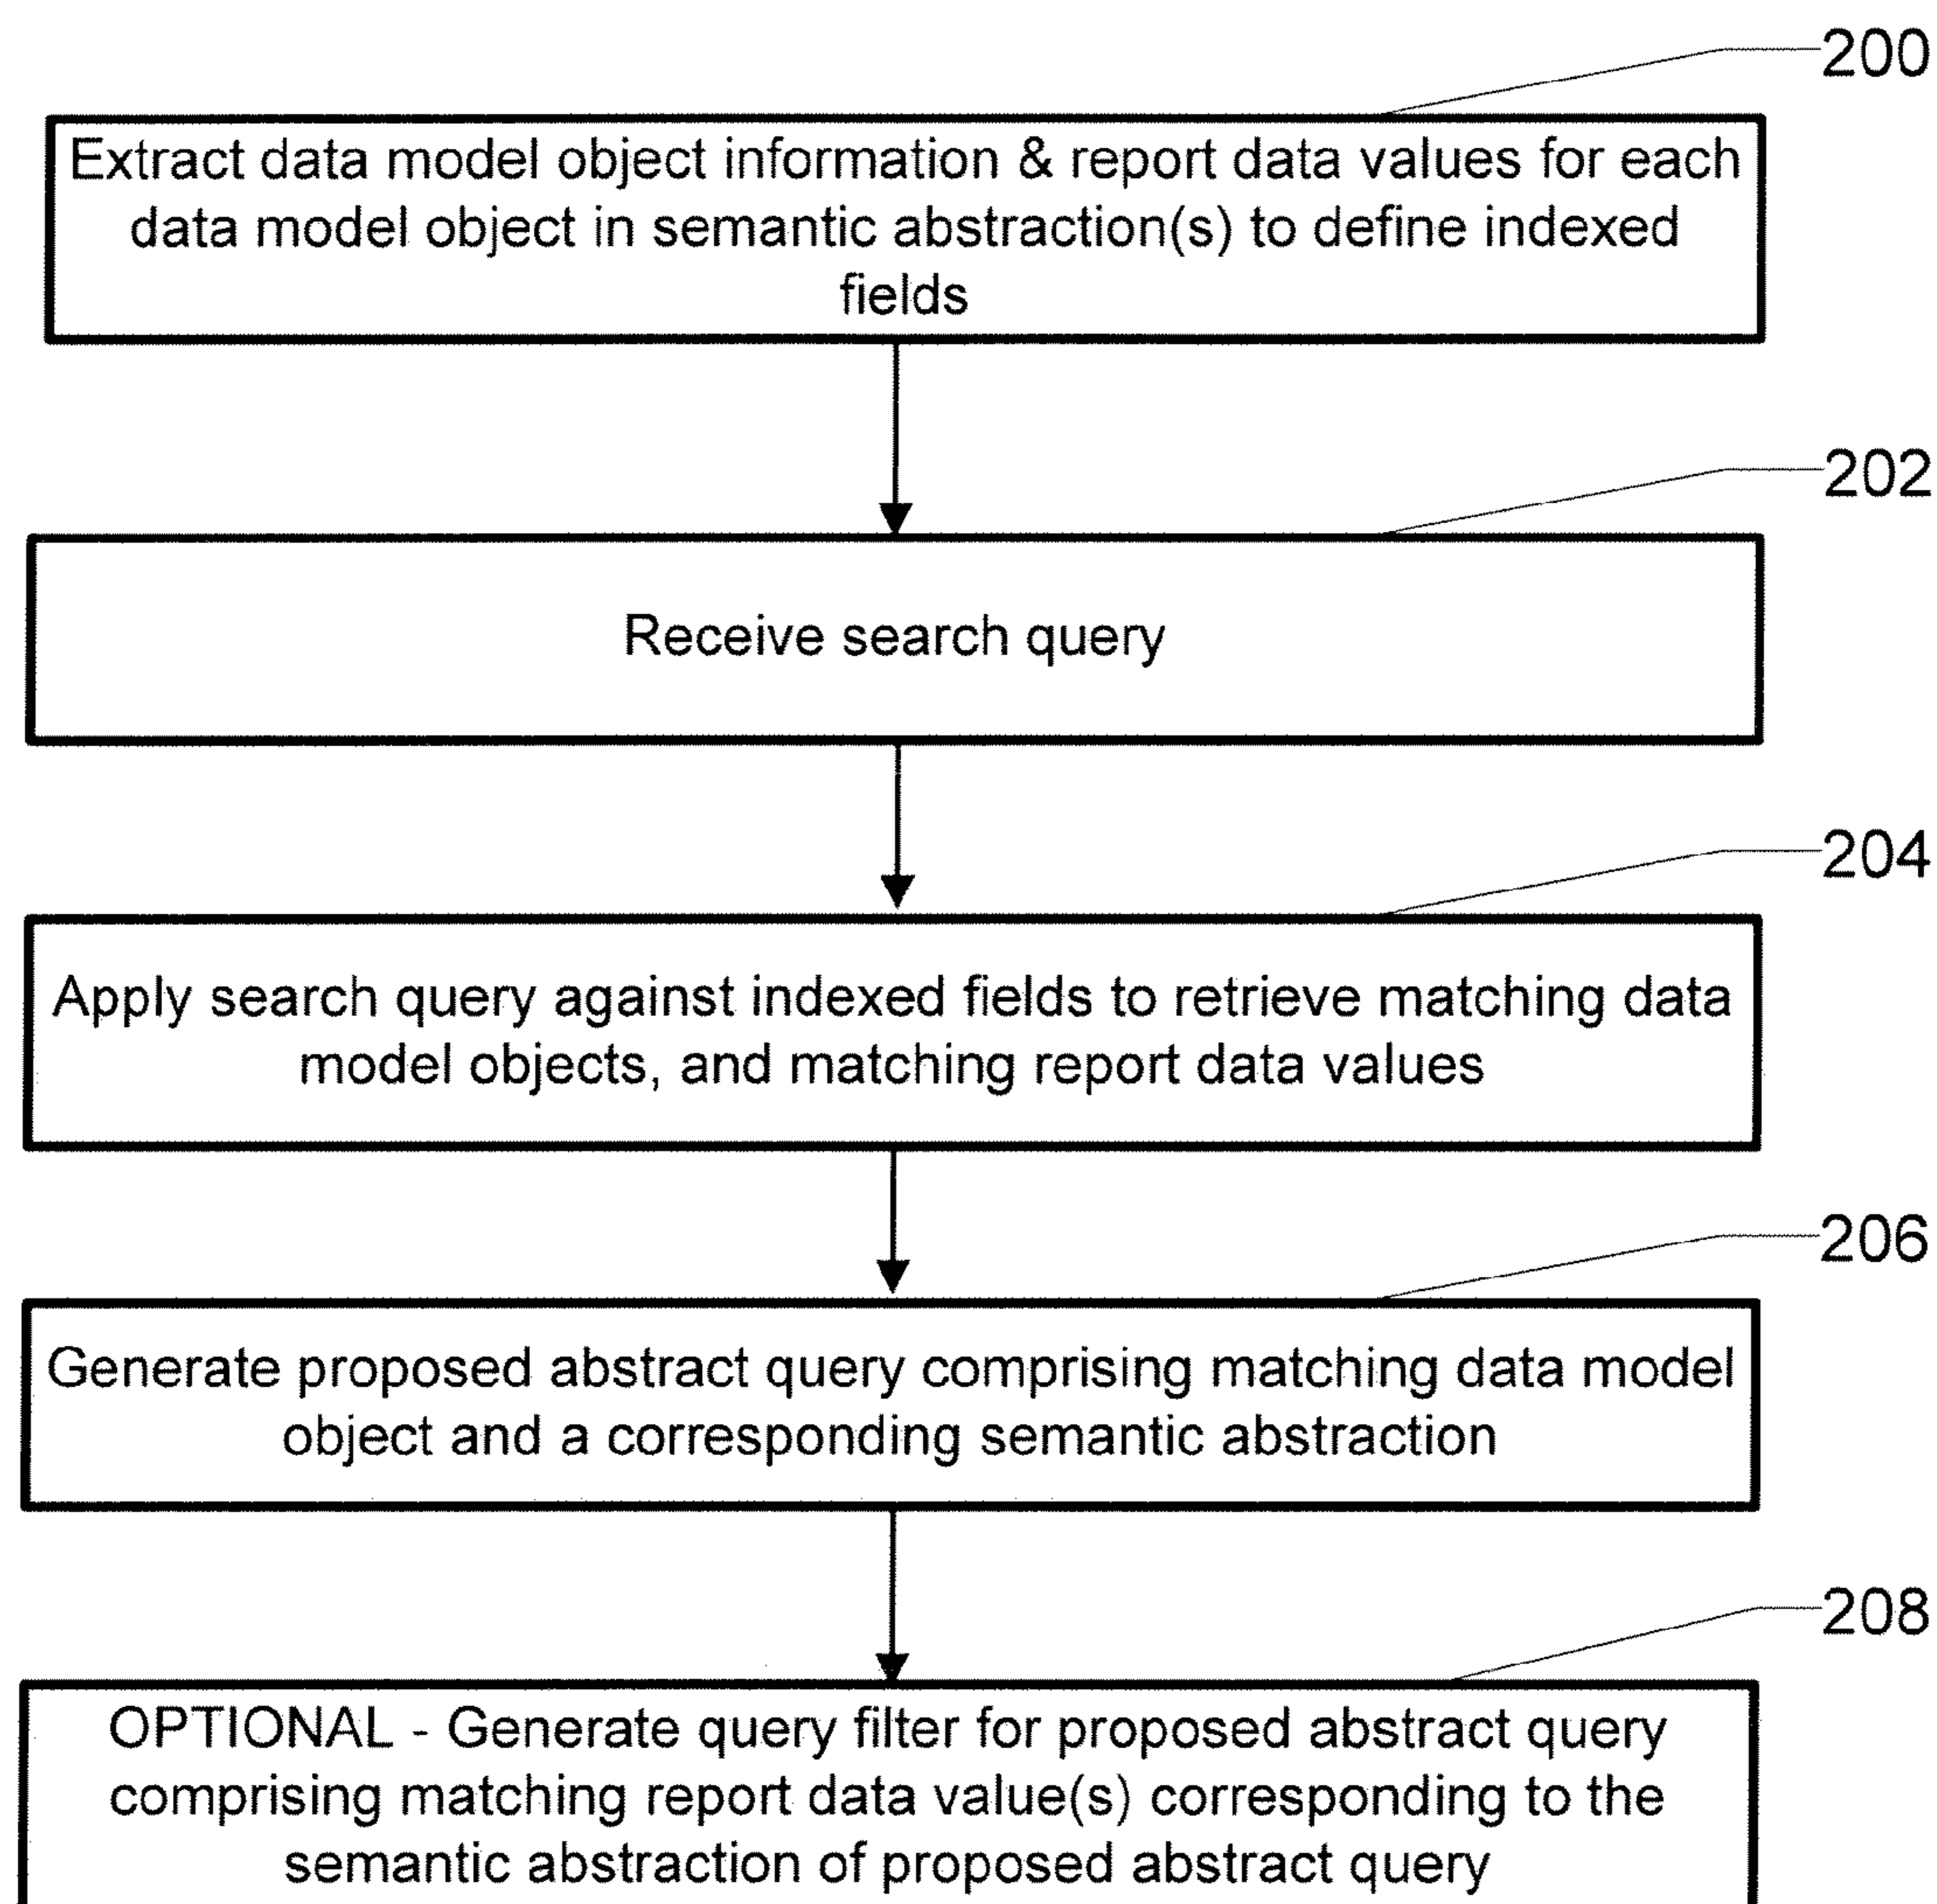 200
Extract data model object information & report data values for each
data model object in semantic abstraction(s) to define indexed
fields
202
Receive search query
204
Apply search query against indexed fields to retrieve matching data
model objects, and matching report data values
206
Generate proposed abstract query comprising matching data model
object and a corresponding semantic abstraction
208
OPTIONAL - Generate query filter for proposed abstract query
comprising matching report data value(s) corresponding to the
semantic abstraction of proposed abstract query